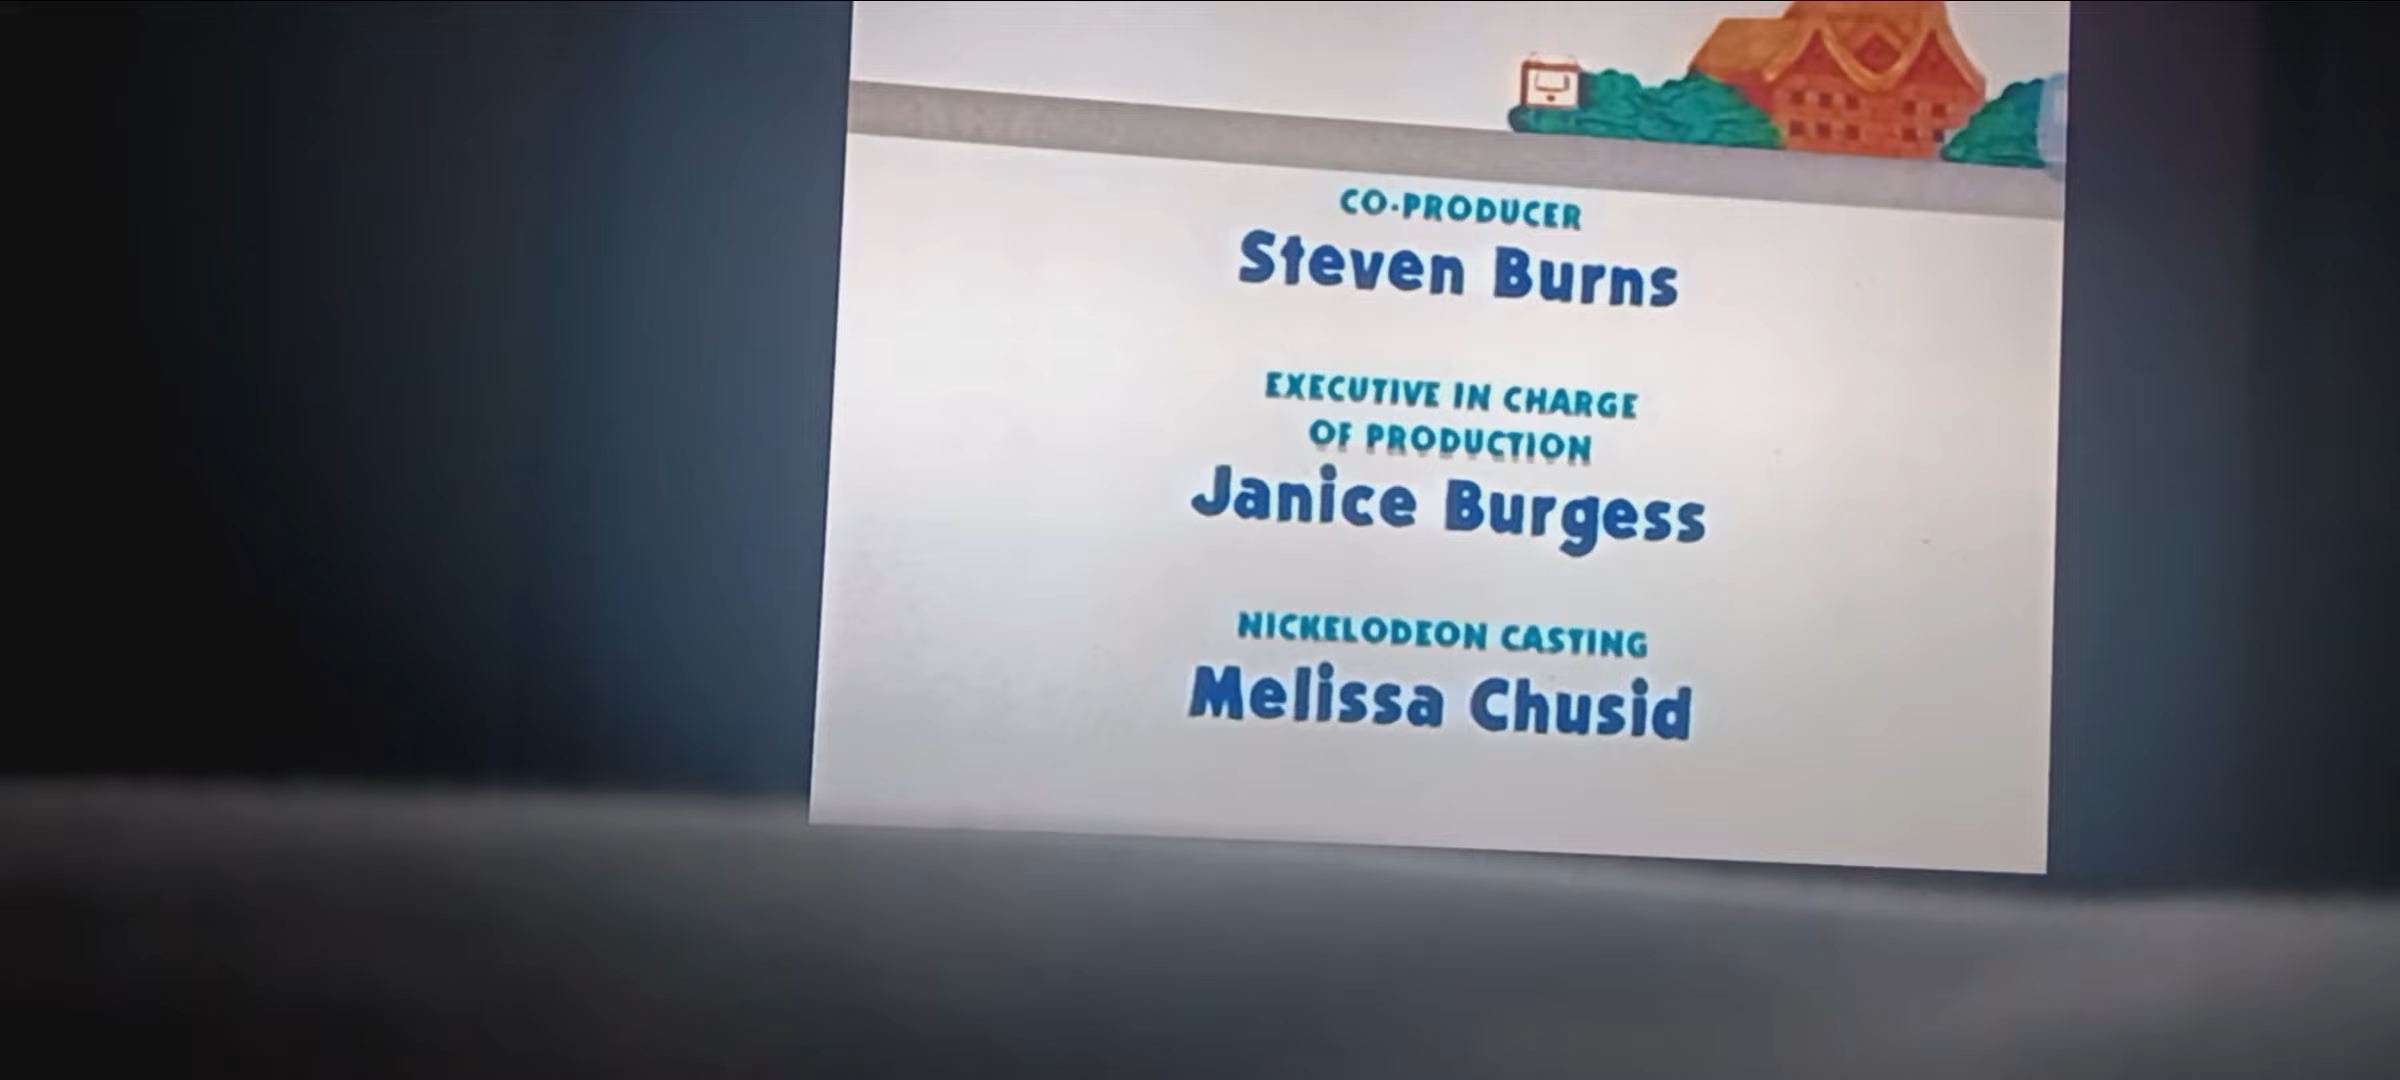 CO-PRODUCER
Steven Burns
EXECUTIVE IN CHARGE
OF PRODUCTION
Janice Burgess
NICKELODEON CASTING
Melissa Chusid